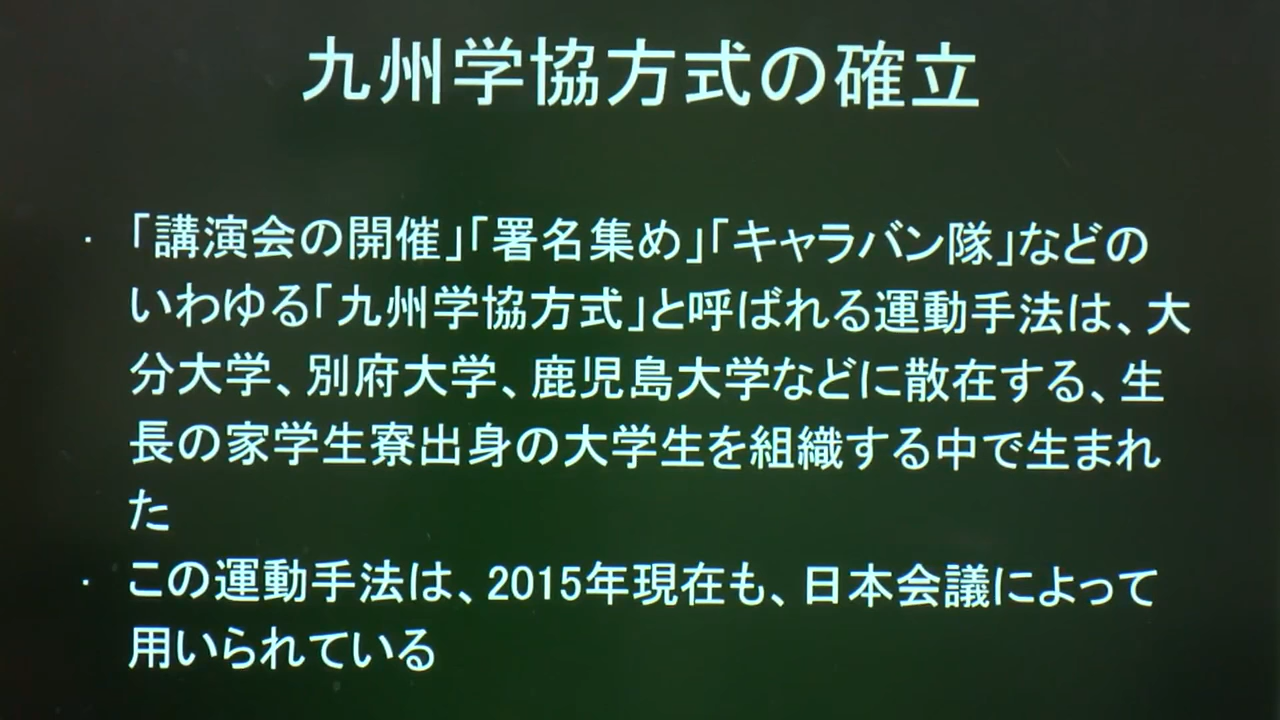 九州学協方式の確立
・「講演会の開催」「署名集め」「キャラバン隊」などの
いわゆる「九州学協方式」と呼ばれる運動手法は、大
分大学、別府大学、鹿児島大学などに散在する、生
長の家学生寮出身の大学生を組織する中で生まれ
た
・この運動手法は、2015年現在も、日本会議によって
用いられている